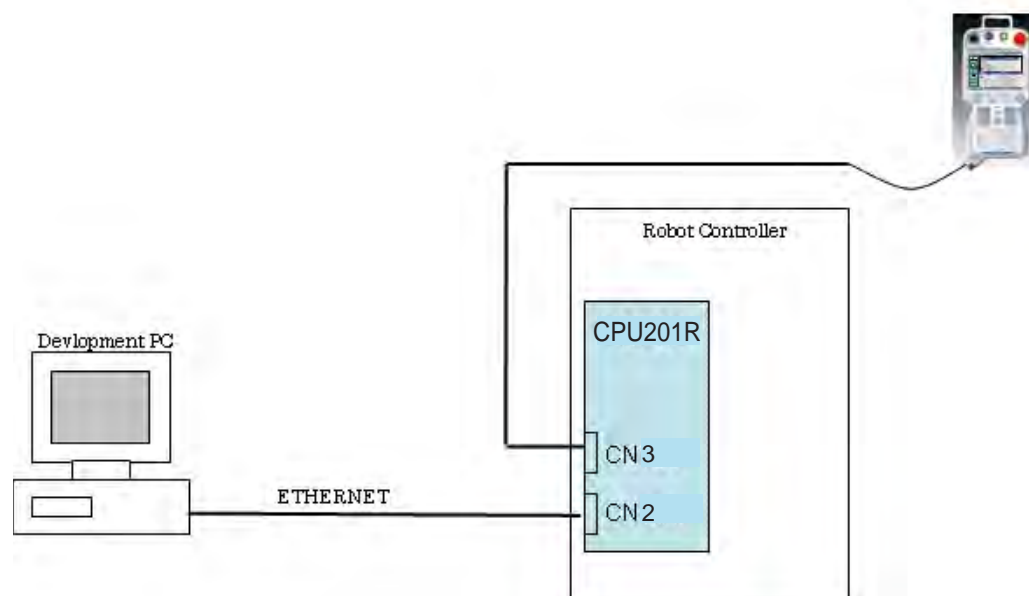 Robot Controller
CPU201R
Devlopment PC
CN3
ETHERNET
CN2